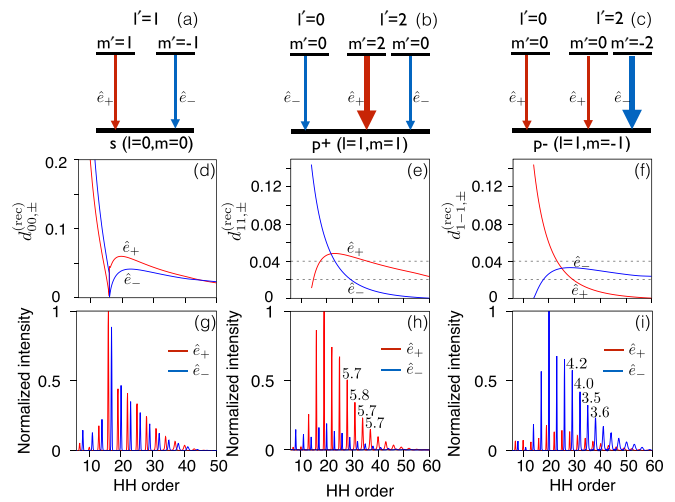 l'=1 (a)
m'=1 m'=-1
ê+ ê−
s (l=0,m=0)
l'=0 (b) l'=2
m'=0 m'=2 m'=0
ê− ê+ ê−
p+ (l=1,m=1)
l'=0 (c) l'=2
m'=0 m'=0 m'=-2
ê+ ê+ ê−
p- (l=1,m=-1)
(d)
d(rec)00,±
0.2
0.1
0
ê+
ê−
(e)
d(rec)11,±
0.12
0.08
0.04
0
ê+
ê−
(f)
d(rec)1−1,±
0.12
0.08
0.04
0
ê−
ê+
(g)
Normalized intensity
1
0.5
0
ê+
ê−
10 20 30 40 50
HH order
(h)
Normalized intensity
1
0.5
0
ê+
ê−
5.7
5.8
5.7
5.7
10 20 30 40 50 60
HH order
(i)
Normalized intensity
1
0.5
0
ê+
ê−
4.2
4.0
3.5
3.6
10 20 30 40 50 60
HH order